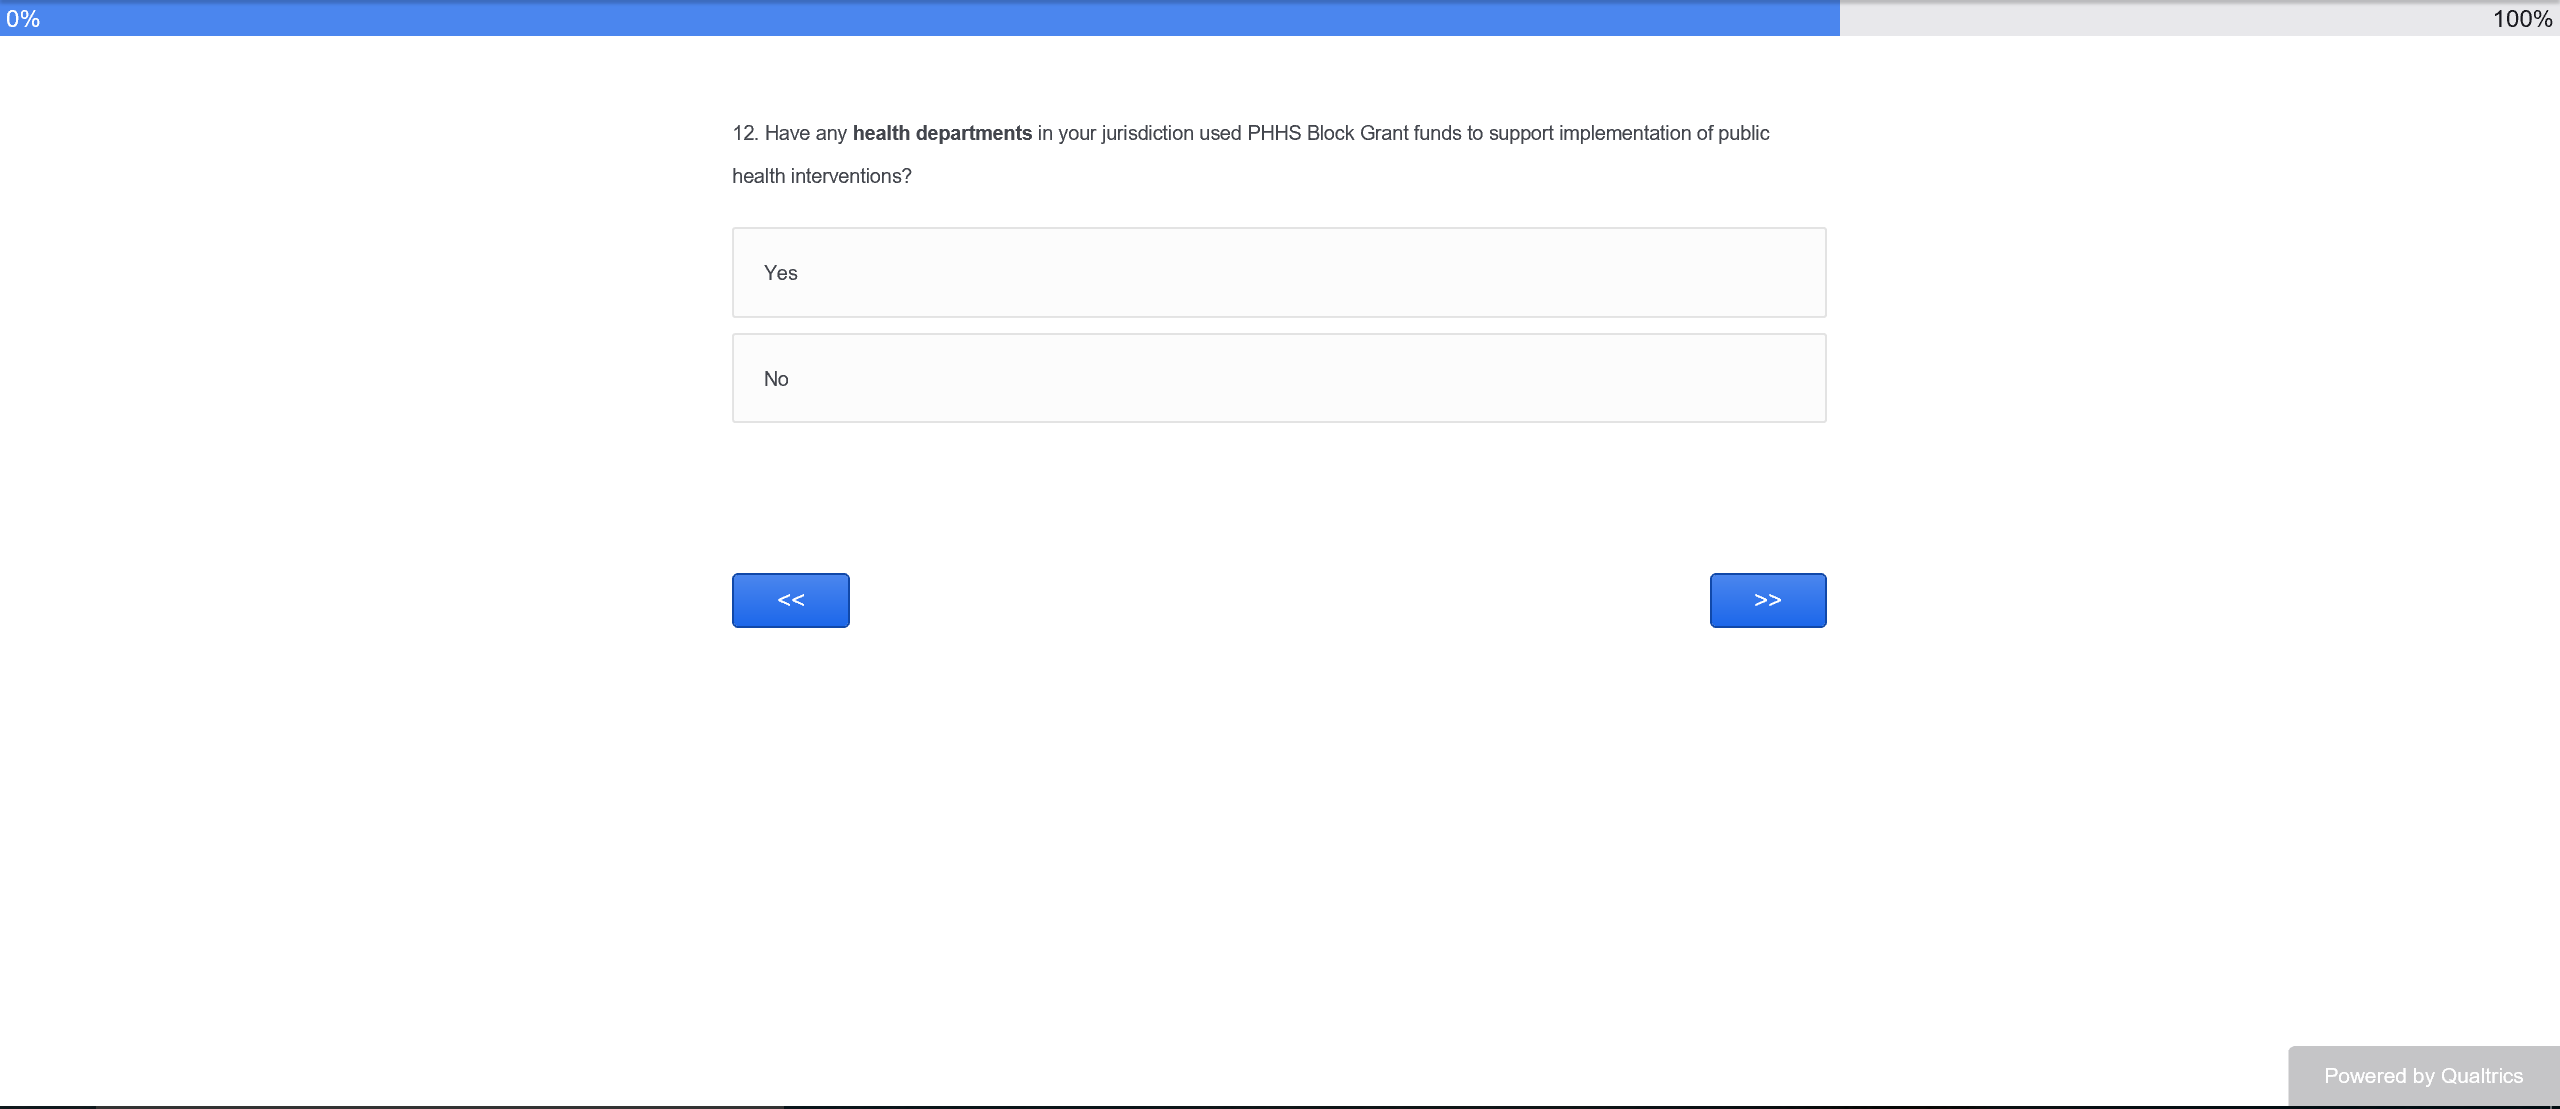 0%
100%
12. Have any health departments in your jurisdiction used PHHS Block Grant funds to support implementation of public
health interventions?
Yes
No
<<
>>
Powered by Qualtrics